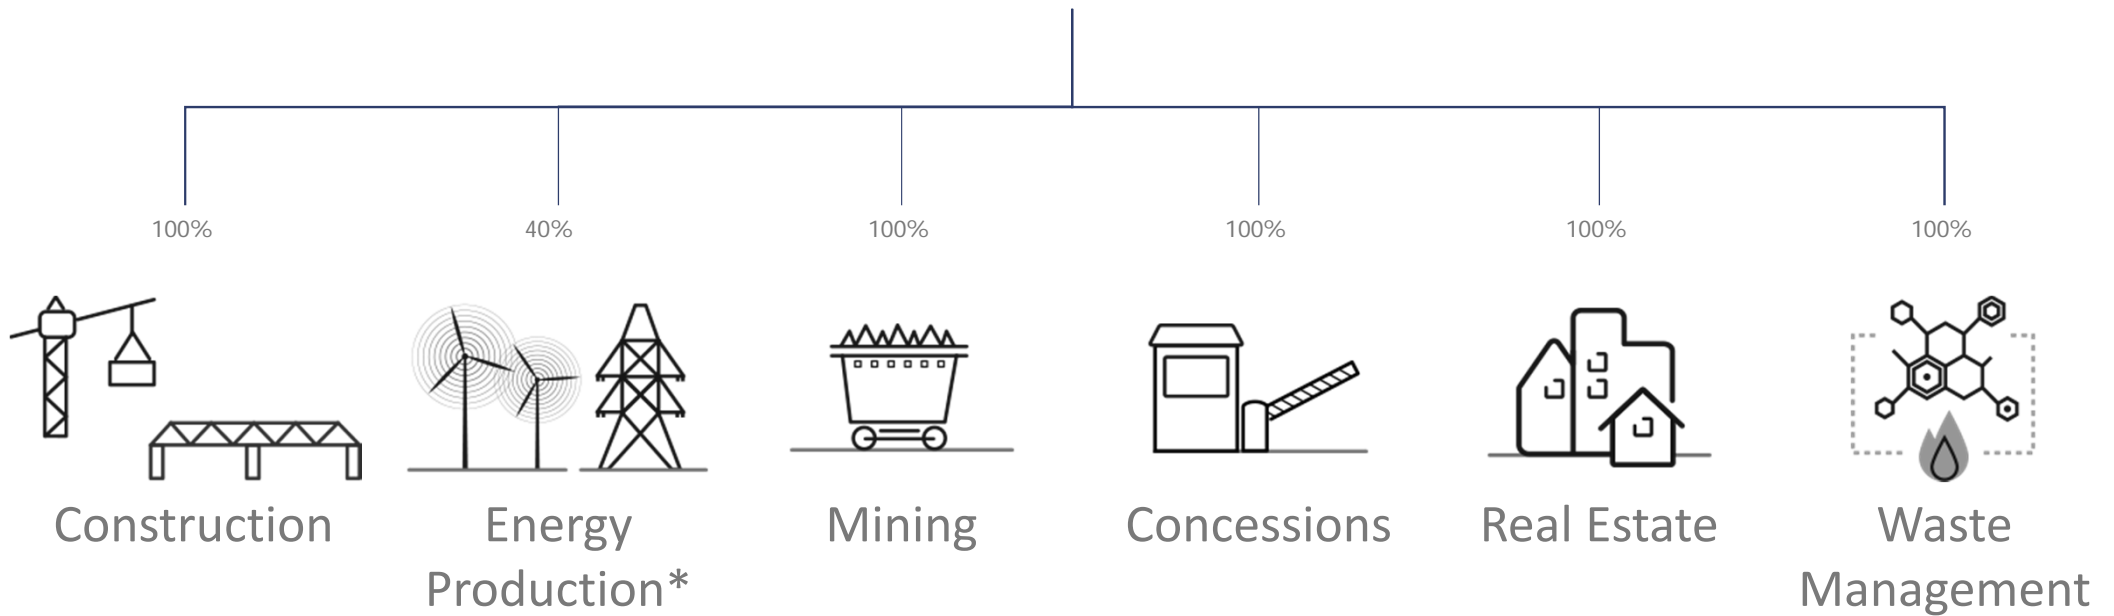 100%
40%
100%
100%
100%
100%
Construction
Energy
Production*
Mining
Concessions
Real Estate
Waste
Management